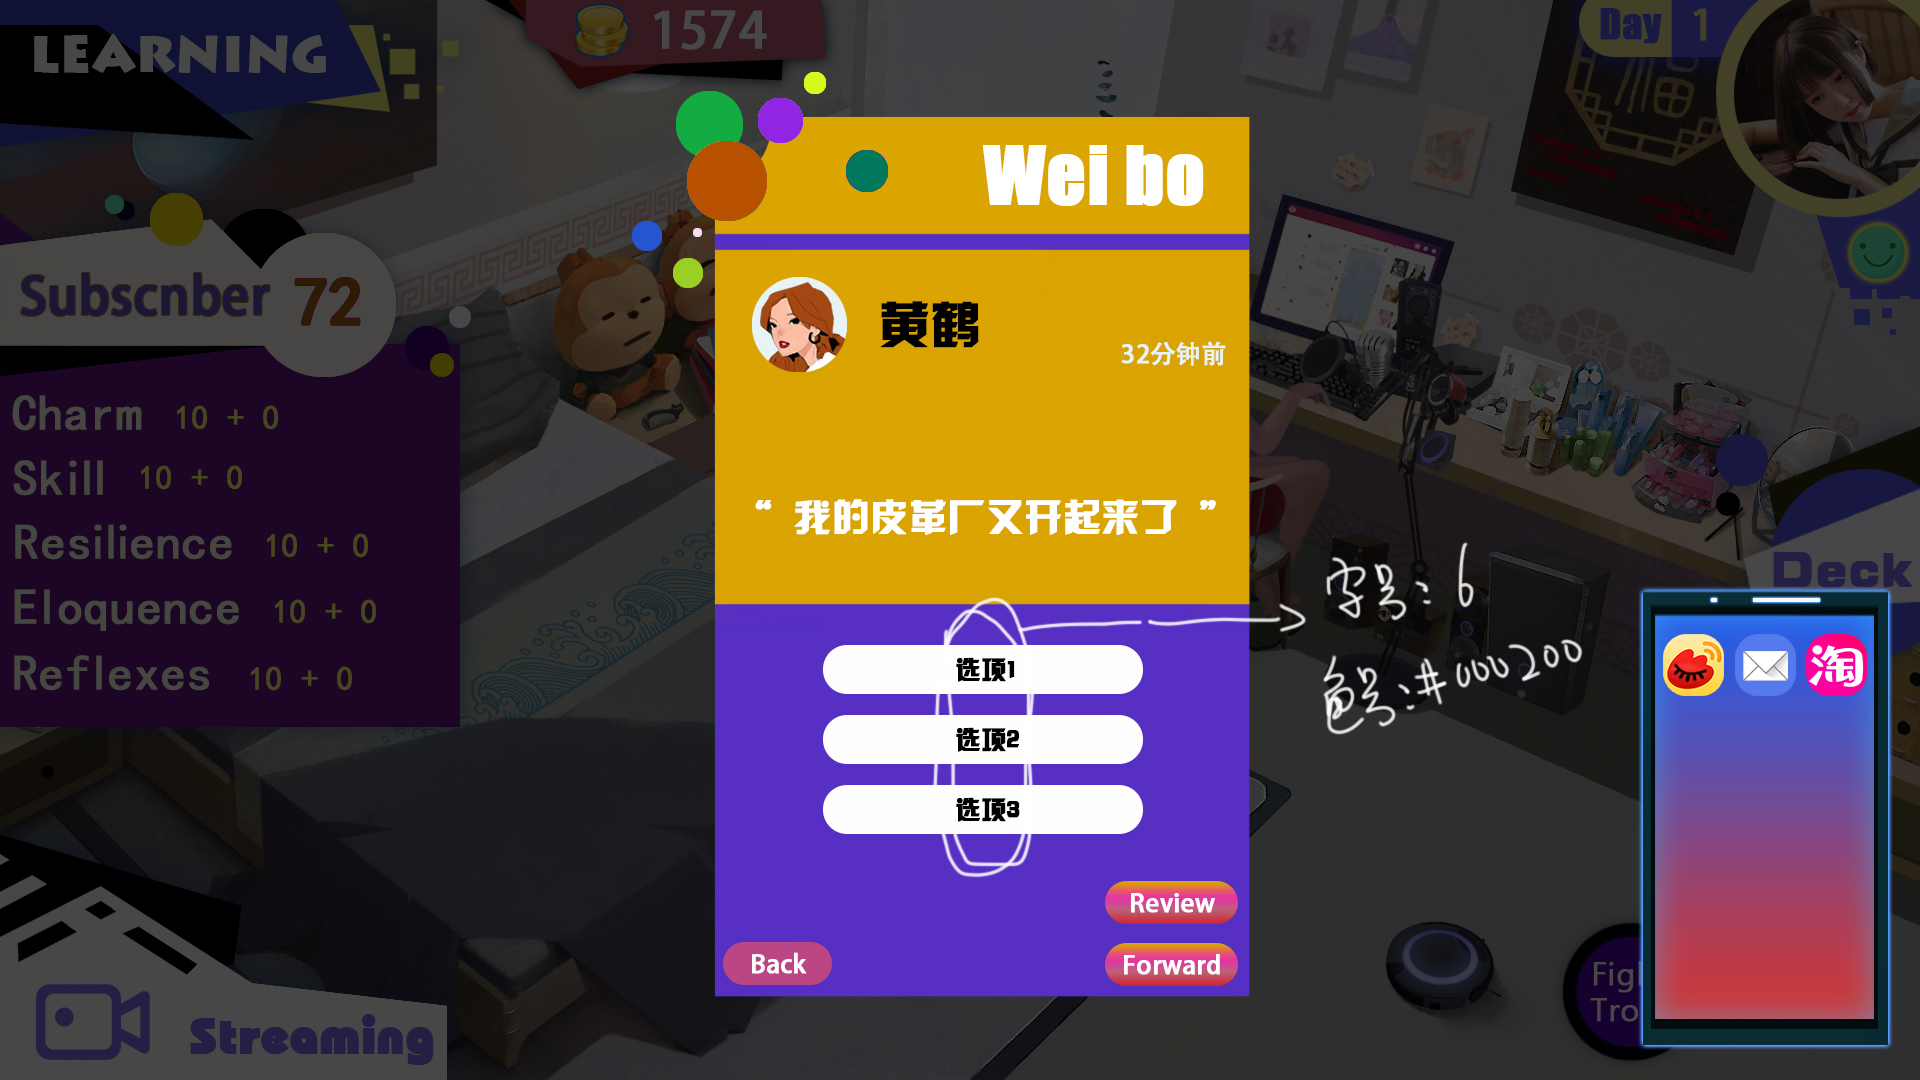 LEARNING
1574
Day 1
福
Wei bo
Subscnber 72
黄鹤
32分钟前
Charm 10 + 0
Skill 10 + 0
Resilience 10 + 0
Eloquence 10 + 0
Reflexes 10 + 0
“ 我的皮革厂又开起来了 ”
字号：6
色号：#000200
Deck
淘
选项1
选项2
选项3
Review
Back
Forward
Streaming